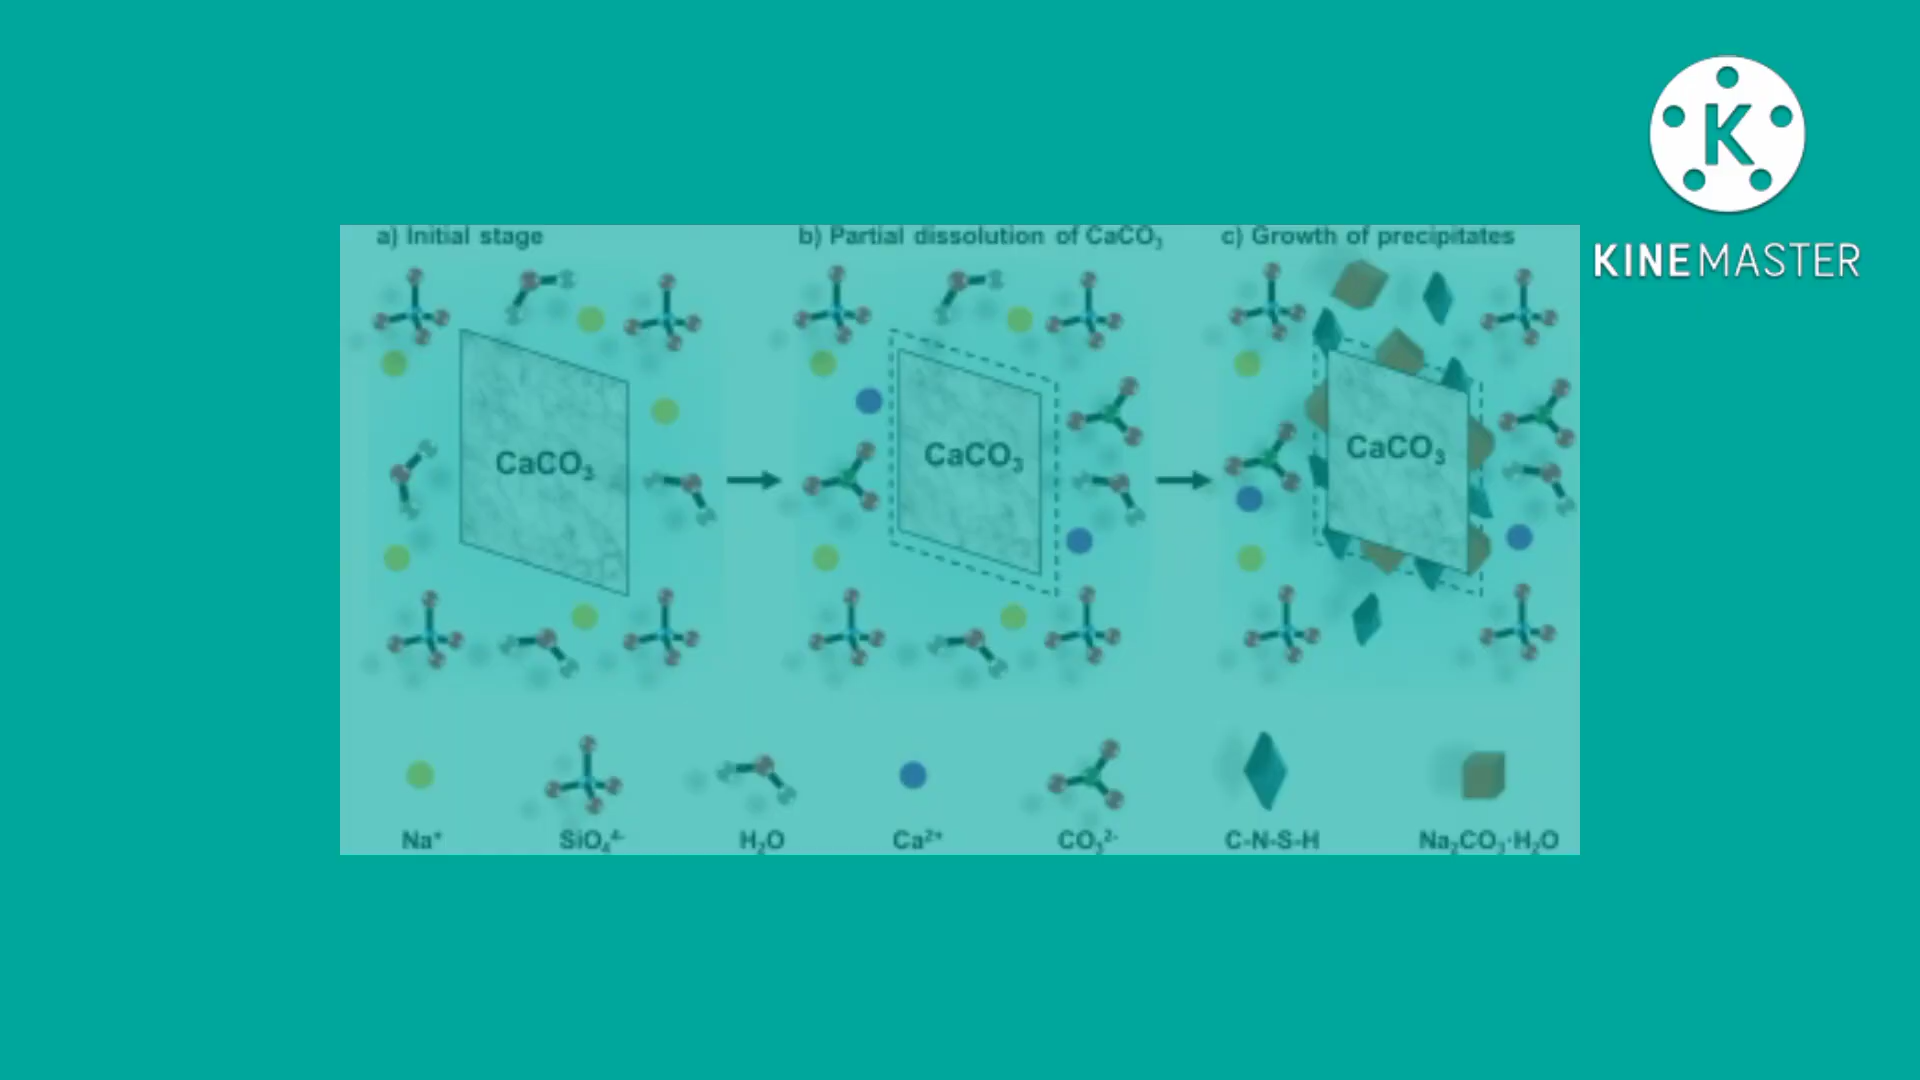 K
KINEMASTER
a) Initial stage
b) Partial dissolution of CaCO₃
c) Growth of precipitates
CaCO₃
CaCO₃
CaCO₃
Na⁺
SiO₄⁴⁻
H₂O
Ca²⁺
CO₃²⁻
C-N-S-H
Na₂CO₃·H₂O